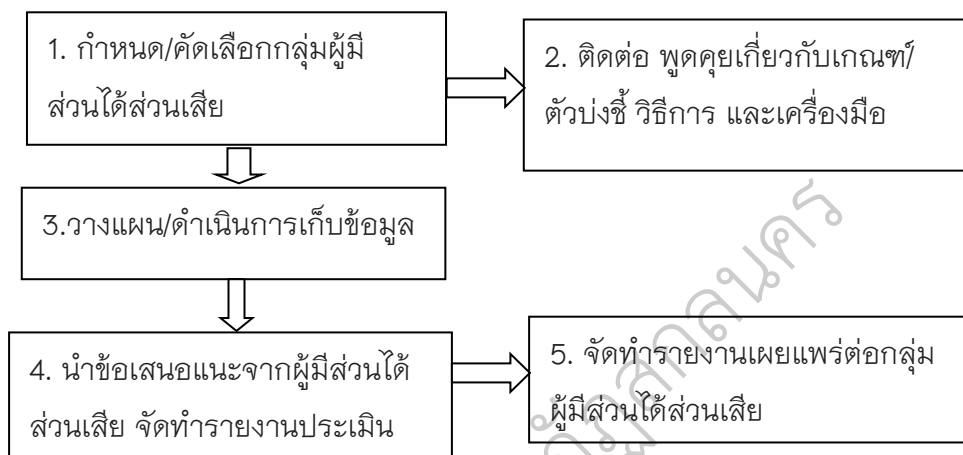 1. กำหนด/คัดเลือกกลุ่มผู้มี
ส่วนได้ส่วนเสีย
2. ติดต่อ พูดคุยเกี่ยวกับเกณฑ์/
ตัวบ่งชี้ วิธีการ และเครื่องมือ
3.วางแผน/ดำเนินการเก็บข้อมูล
4. นำข้อเสนอแนะจากผู้มีส่วนได้
ส่วนเสีย จัดทำรายงานประเมิน
5. จัดทำรายงานเผยแพร่ต่อกลุ่ม
ผู้มีส่วนได้ส่วนเสีย